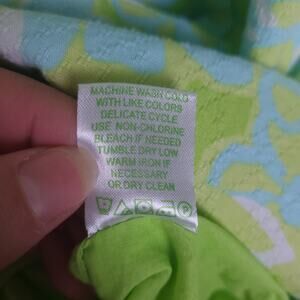 MACHINE WASH COLD
WITH LIKE COLORS
DELICATE CYCLE
USE NON-CHLORINE
BLEACH IF NEEDED
TUMBLE DRY LOW
WARM IRON IF
NECESSARY
OR DRY CLEAN